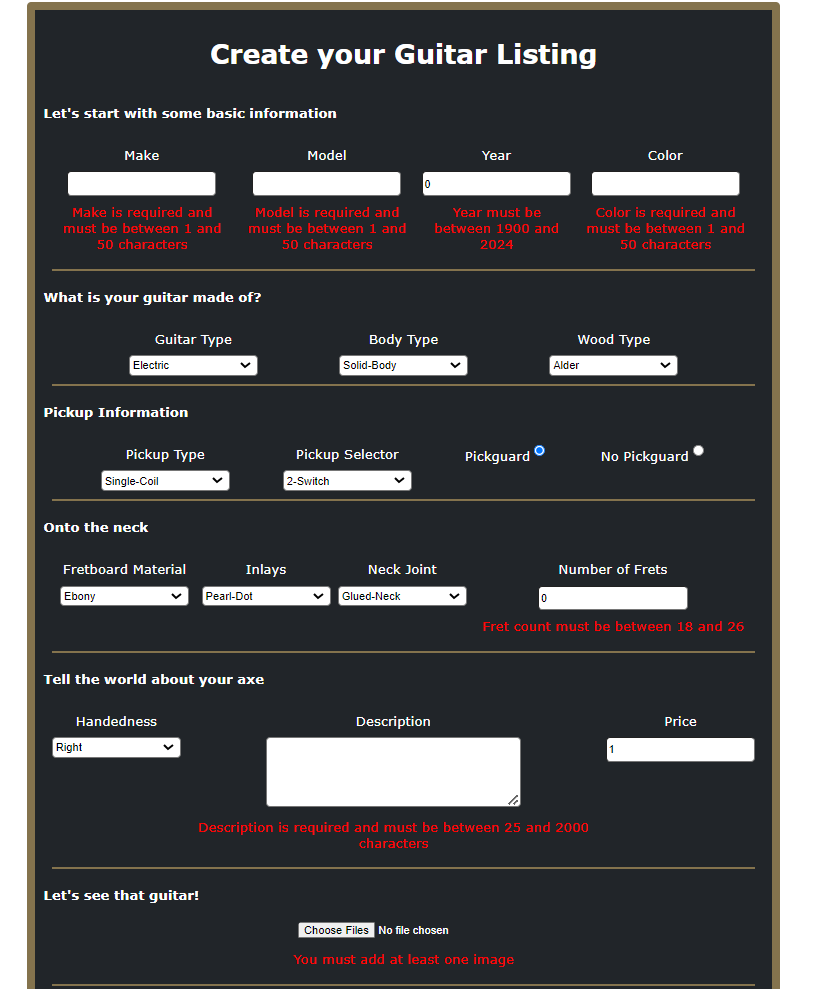 Create your Guitar Listing
Let's start with some basic information
Make Model Year Color
0
Make is required and must be between 1 and 50 characters
Model is required and must be between 1 and 50 characters
Year must be between 1900 and 2024
Color is required and must be between 1 and 50 characters
What is your guitar made of?
Guitar Type Body Type Wood Type
Electric Solid-Body Alder
Pickup Information
Pickup Type Pickup Selector Pickguard No Pickguard
Single-Coil 2-Switch
Onto the neck
Fretboard Material Inlays Neck Joint Number of Frets
Ebony Pearl-Dot Glued-Neck 0
Fret count must be between 18 and 26
Tell the world about your axe
Handedness Description Price
Right 1
Description is required and must be between 25 and 2000
characters
Let's see that guitar!
Choose Files No file chosen
You must add at least one image